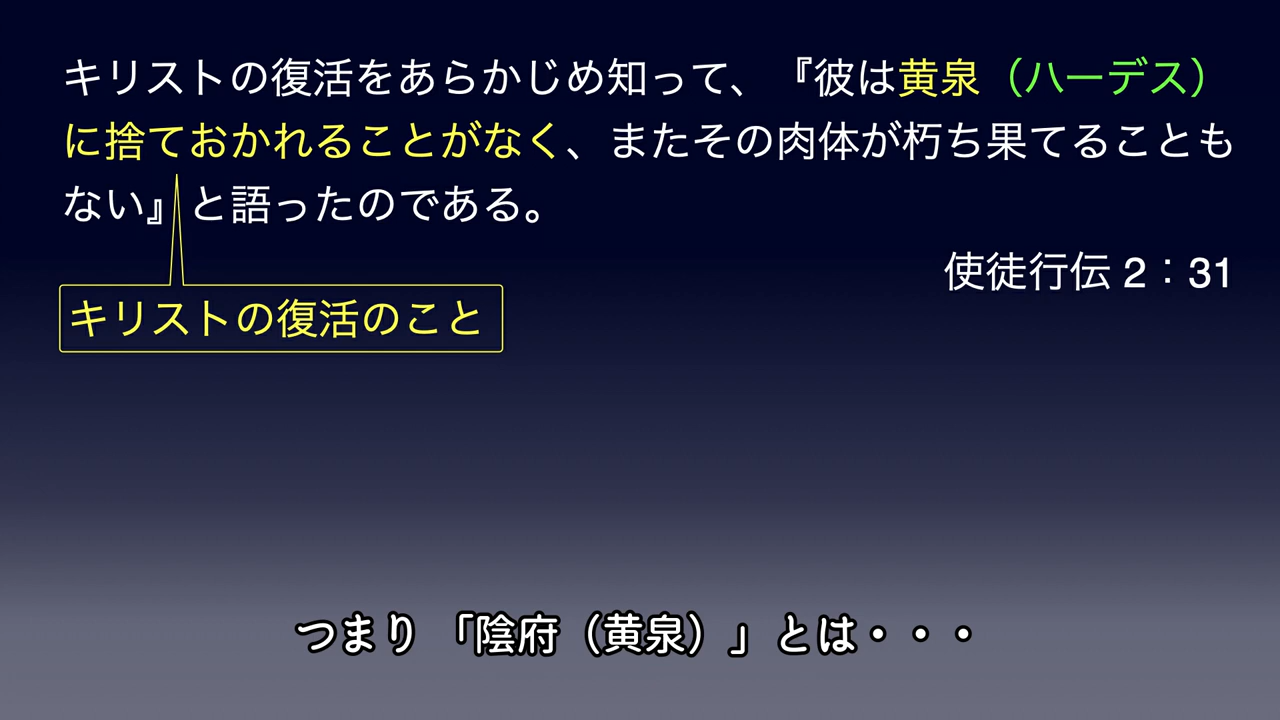 キリストの復活をあらかじめ知って、『彼は黄泉（ハーデス）
に捨ておかれることがなく、またその肉体が朽ち果てることも
ない』と語ったのである。
使徒行伝 2：31
キリストの復活のこと
つまり「陰府（黄泉）」とは・・・